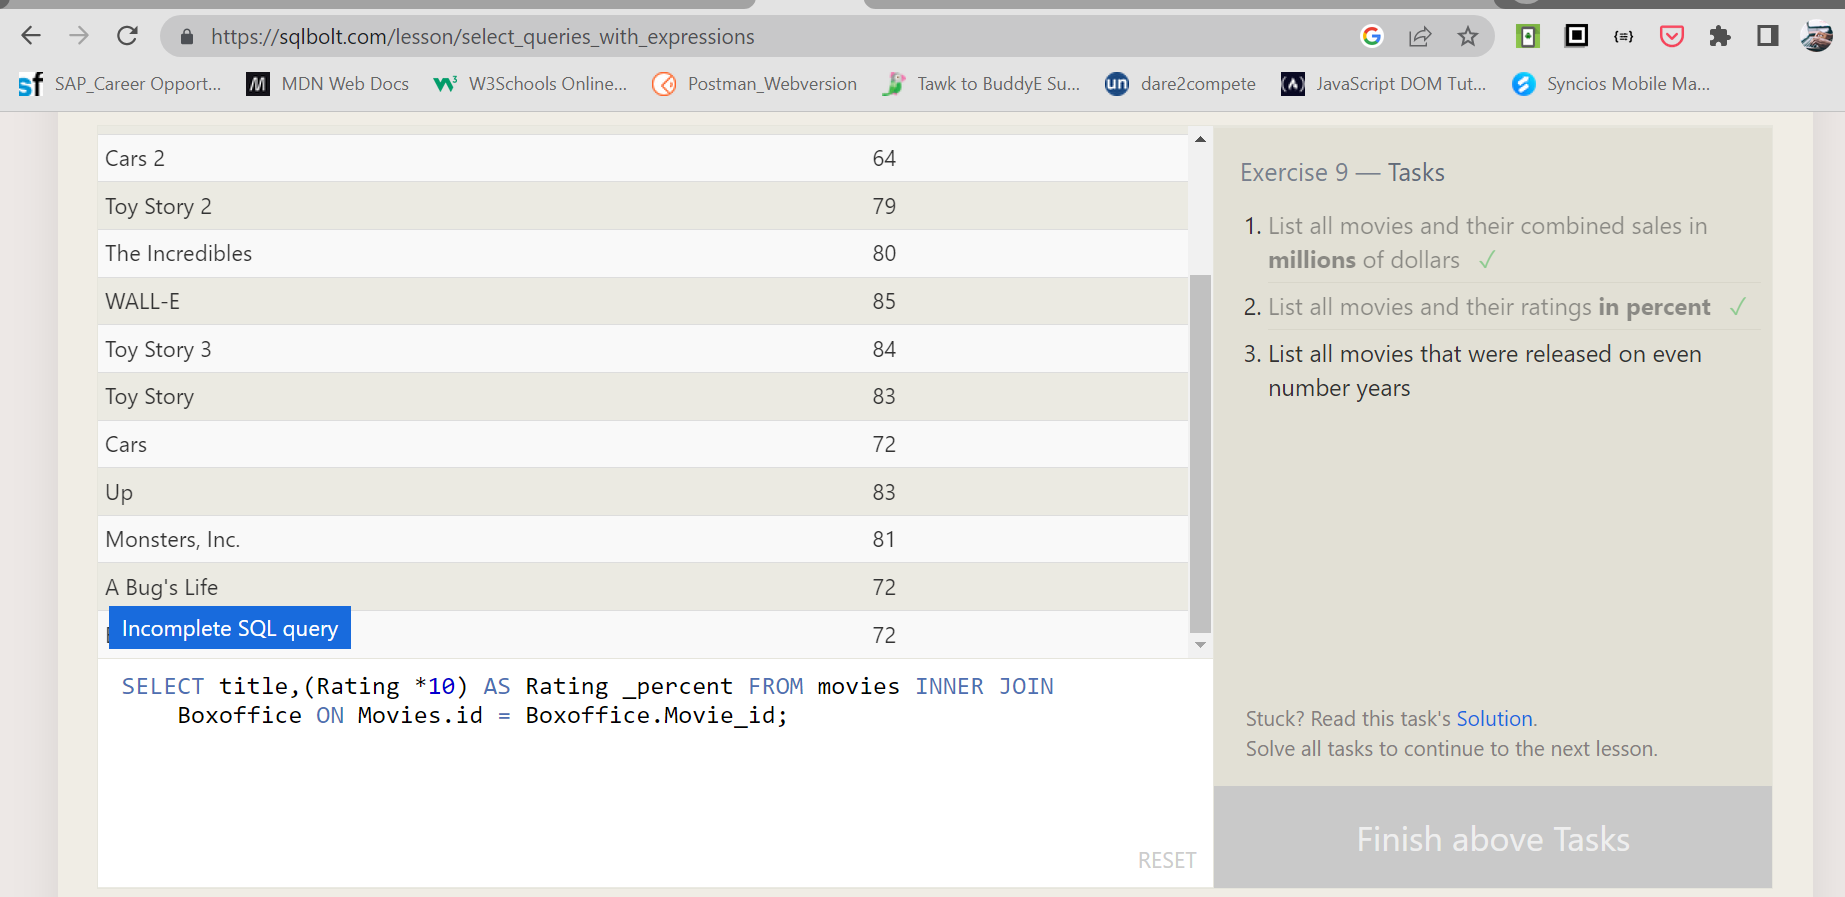 https://sqlbolt.com/lesson/select_queries_with_expressions
SAP_Career Opport...
MDN Web Docs
W3Schools Online...
Postman_Webversion
Tawk to BuddyE Su...
dare2compete
JavaScript DOM Tut...
Syncios Mobile Ma...
Cars 2 64
Toy Story 2 79
The Incredibles 80
WALL-E 85
Toy Story 3 84
Toy Story 83
Cars 72
Up 83
Monsters, Inc. 81
A Bug's Life 72
72
Incomplete SQL query
SELECT title,(Rating *10) AS Rating _percent FROM movies INNER JOIN
Boxoffice ON Movies.id = Boxoffice.Movie_id;
RESET
Exercise 9 — Tasks
1. List all movies and their combined sales in
millions of dollars ✓
2. List all movies and their ratings in percent ✓
3. List all movies that were released on even
number years
Stuck? Read this task's Solution.
Solve all tasks to continue to the next lesson.
Finish above Tasks